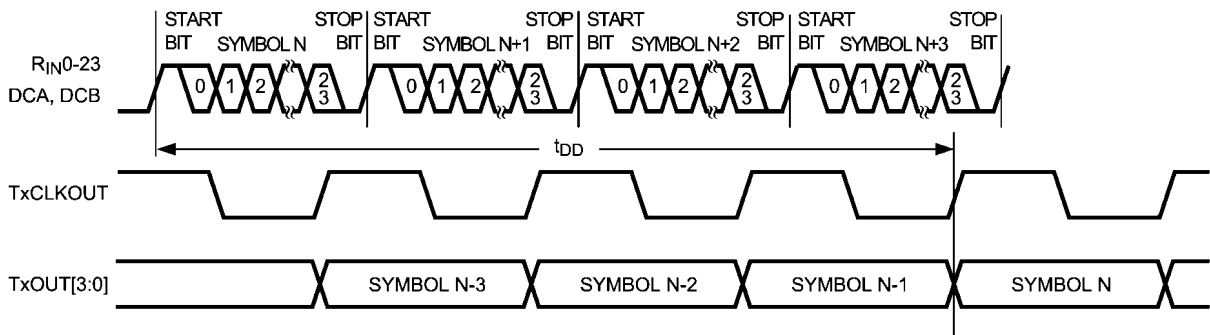 START STOP START STOP START STOP START STOP
BIT SYMBOL N BIT BIT SYMBOL N+1 BIT BIT SYMBOL N+2 BIT BIT SYMBOL N+3 BIT
RIN0-23
DCA, DCB
0 1 2 23 0 1 2 23 0 1 2 23 0 1 2 23
tDD
TxCLKOUT
TxOUT[3:0] SYMBOL N-3 SYMBOL N-2 SYMBOL N-1 SYMBOL N